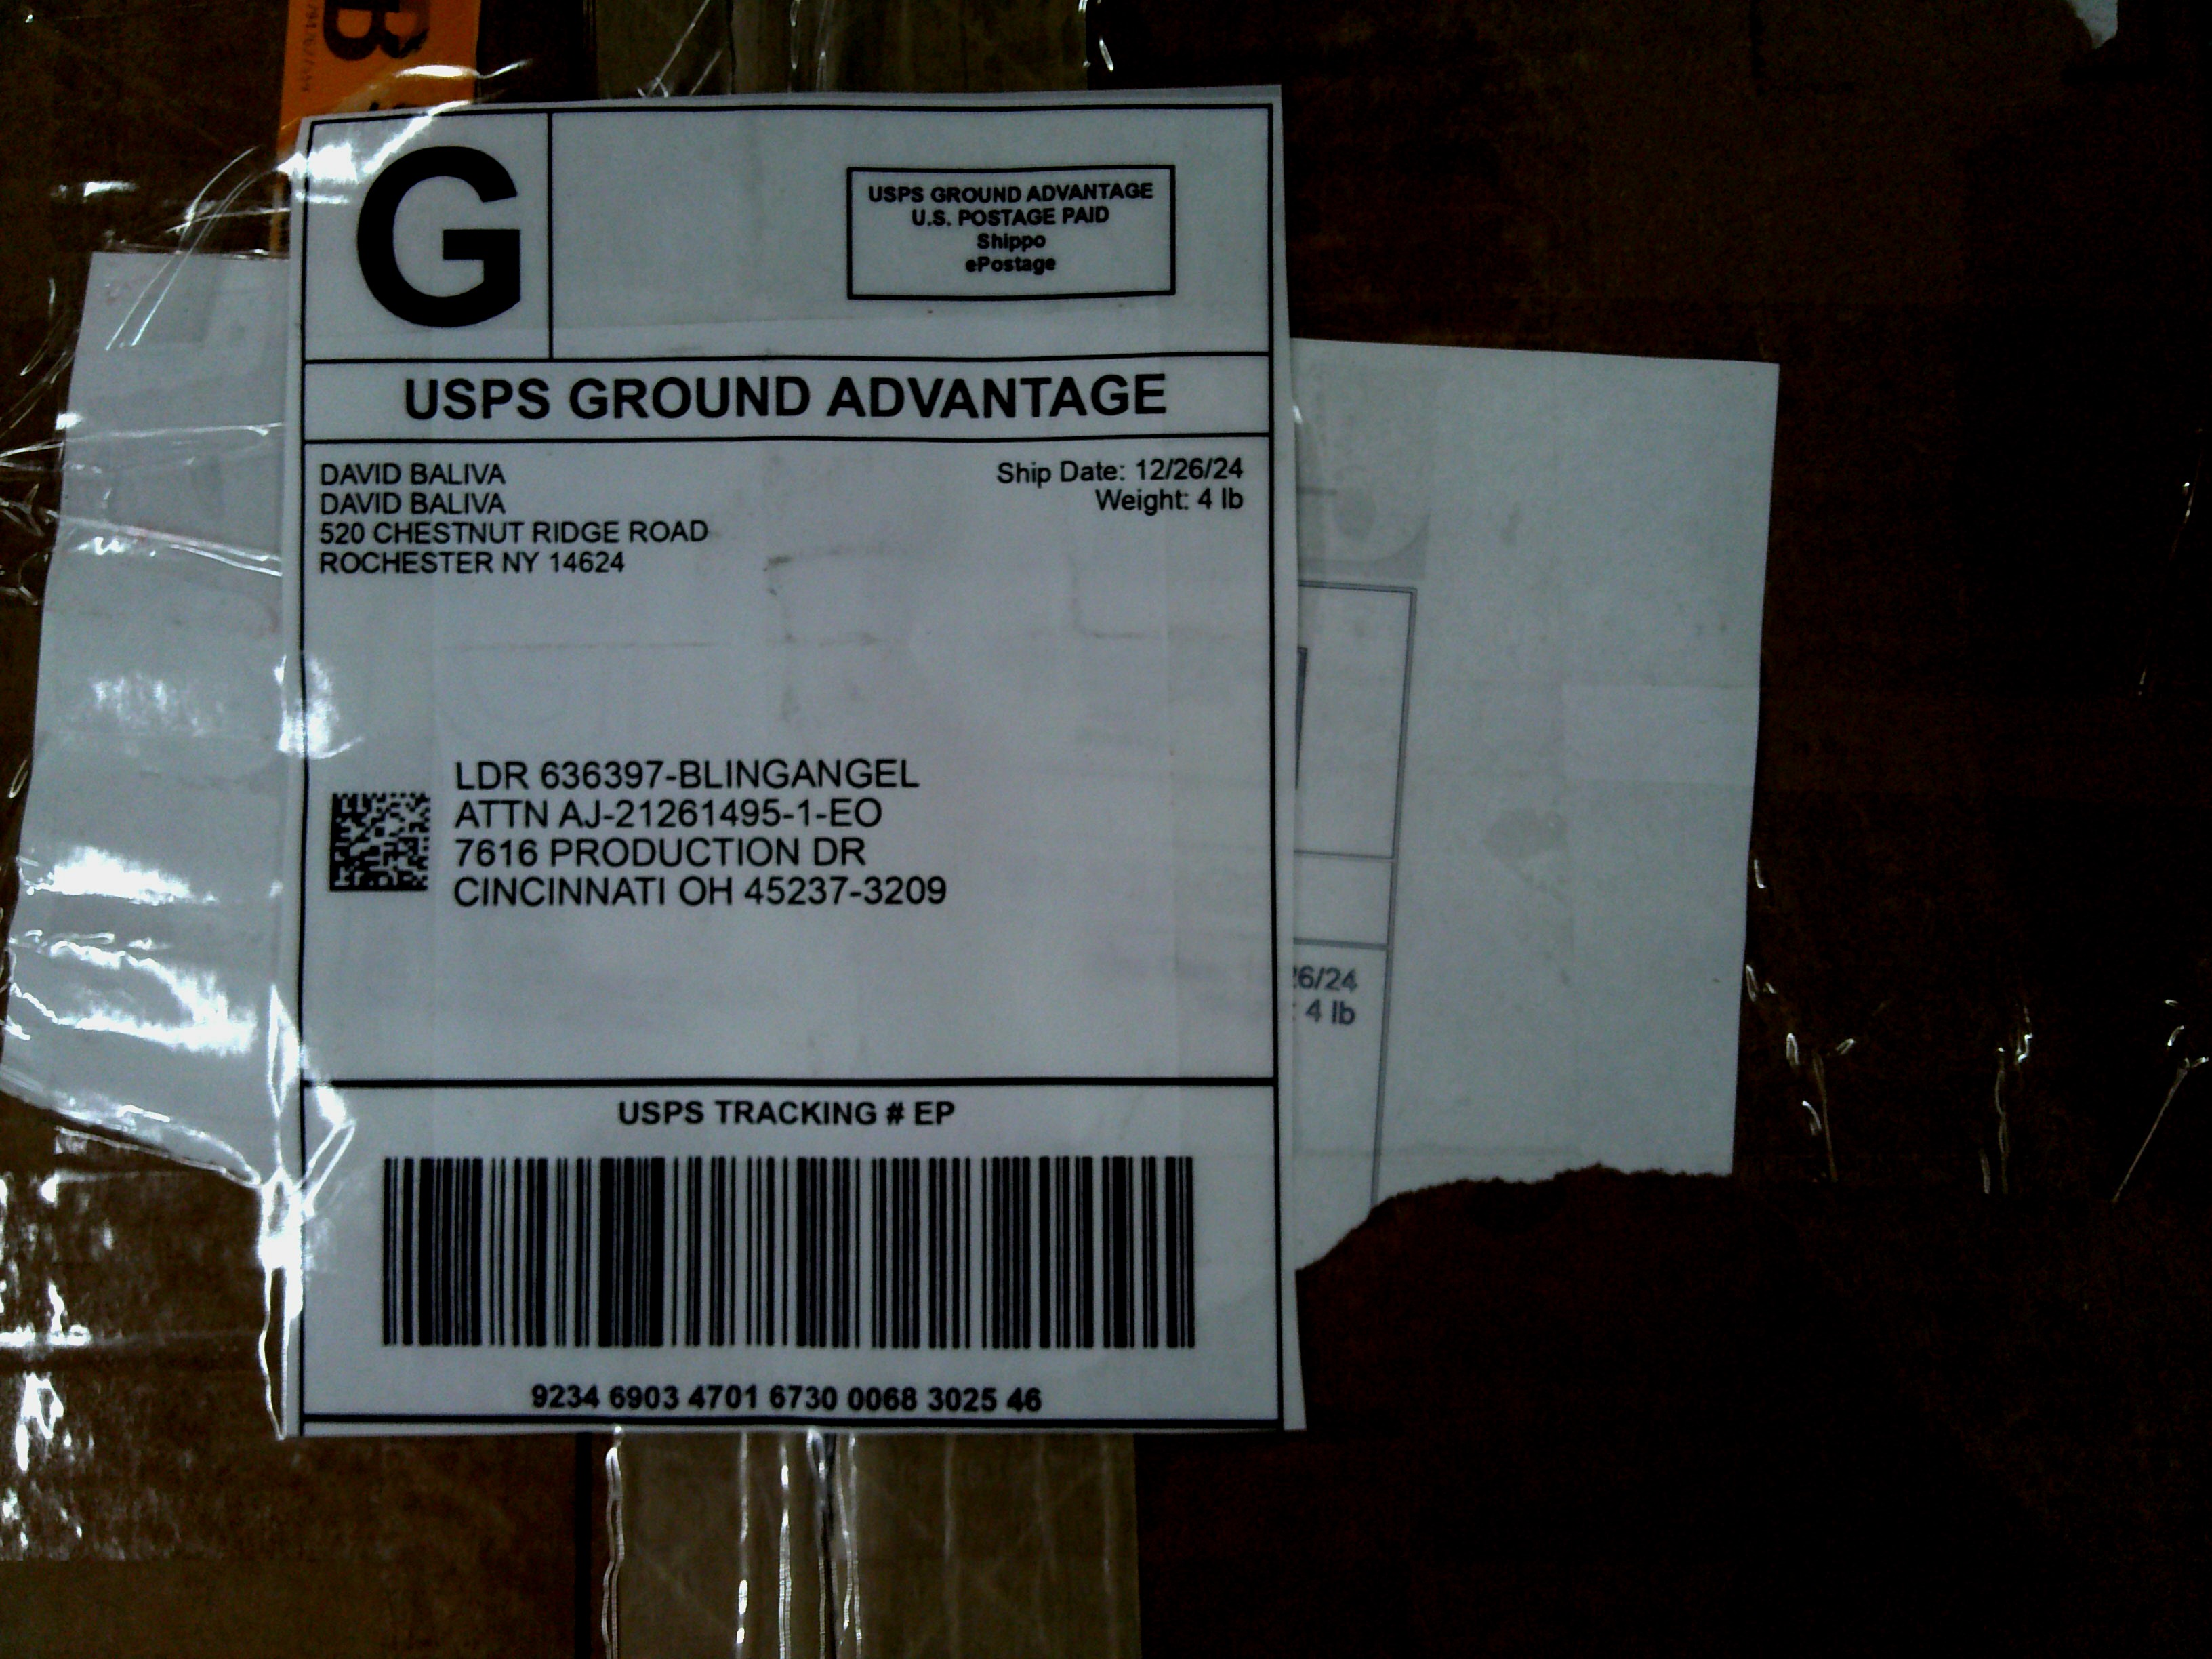 B
G
USPS GROUND ADVANTAGE
U.S. POSTAGE PAID
Shippo
ePostage
USPS GROUND ADVANTAGE
DAVID BALIVA
DAVID BALIVA
520 CHESTNUT RIDGE ROAD
ROCHESTER NY 14624
Ship Date: 12/26/24
Weight: 4 lb
LDR 636397-BLINGANGEL
ATTN AJ-21261495-1-EO
7616 PRODUCTION DR
CINCINNATI OH 45237-3209
6/24
: 4 lb
USPS TRACKING # EP
9234 6903 4701 6730 0068 3025 46